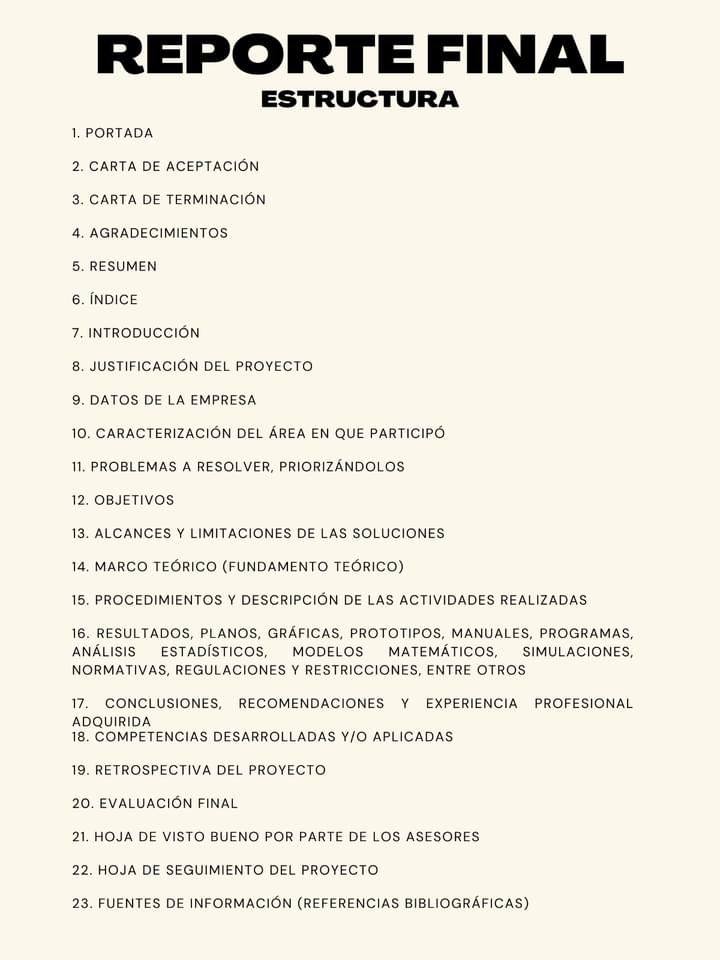 REPORTE FINAL
ESTRUCTURA
1. PORTADA
2. CARTA DE ACEPTACIÓN
3. CARTA DE TERMINACIÓN
4. AGRADECIMIENTOS
5. RESUMEN
6. ÍNDICE
7. INTRODUCCIÓN
8. JUSTIFICACIÓN DEL PROYECTO
9. DATOS DE LA EMPRESA
10. CARACTERIZACIÓN DEL ÁREA EN QUE PARTICIPÓ
11. PROBLEMAS A RESOLVER, PRIORIZÁNDOLOS
12. OBJETIVOS
13. ALCANCES Y LIMITACIONES DE LAS SOLUCIONES
14. MARCO TEÓRICO (FUNDAMENTO TEÓRICO)
15. PROCEDIMIENTOS Y DESCRIPCIÓN DE LAS ACTIVIDADES REALIZADAS
16. RESULTADOS, PLANOS, GRÁFICAS, PROTOTIPOS, MANUALES, PROGRAMAS,
ANÁLISIS ESTADÍSTICOS, MODELOS MATEMÁTICOS, SIMULACIONES,
NORMATIVAS, REGULACIONES Y RESTRICCIONES, ENTRE OTROS
17. CONCLUSIONES, RECOMENDACIONES Y EXPERIENCIA PROFESIONAL
ADQUIRIDA
18. COMPETENCIAS DESARROLLADAS Y/O APLICADAS
19. RETROSPECTIVA DEL PROYECTO
20. EVALUACIÓN FINAL
21. HOJA DE VISTO BUENO POR PARTE DE LOS ASESORES
22. HOJA DE SEGUIMIENTO DEL PROYECTO
23. FUENTES DE INFORMACIÓN (REFERENCIAS BIBLIOGRÁFICAS)